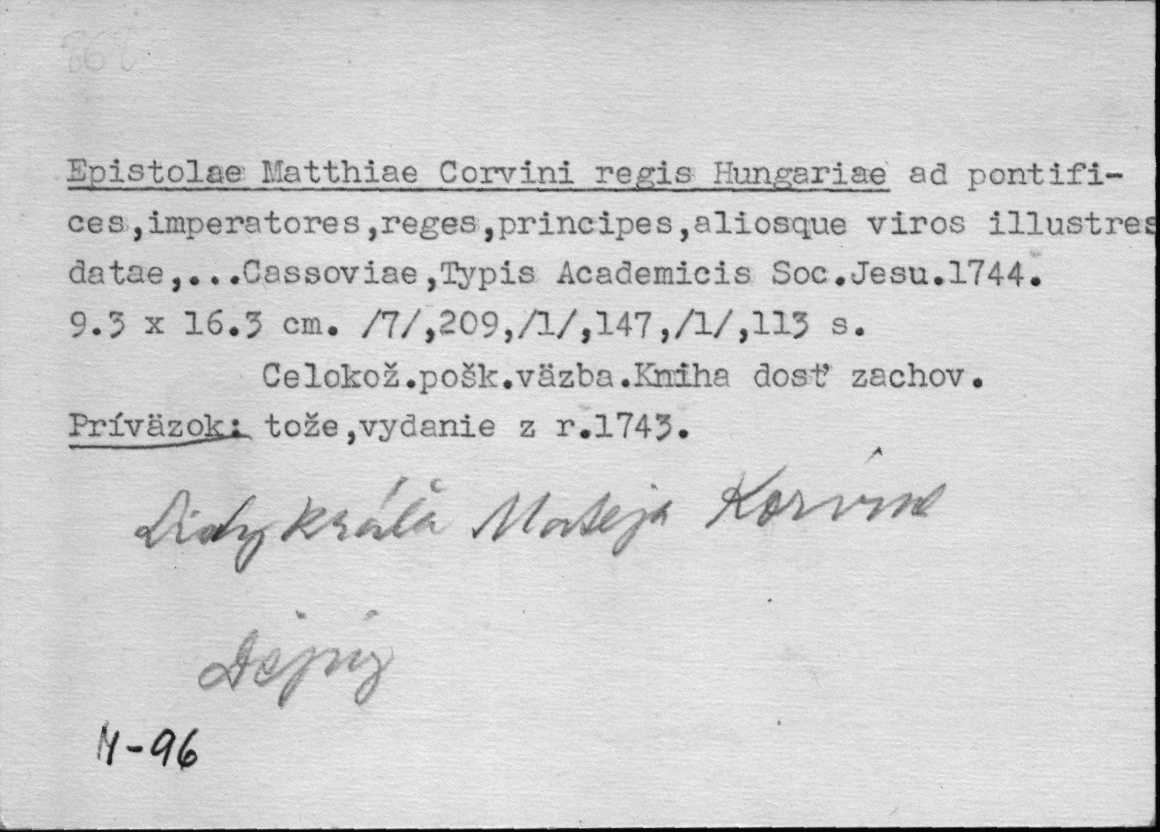 868
Epistolae Matthiae Corvini regis Hungariae ad pontifi-
ces,imperatores,reges,principes,aliosque viros illustres
datae,...Cassoviae,Typis Academicis Soc.Jesu.1744.
9.3 x 16.3 cm. /7/,209,/1/,147,/1/,113 s.
Celokož.pošk.väzba.Kniha dosť zachov.
Príväzok: tože,vydanie z r.1743.
kráľa Mateja Korvína
Dejiny
M-96